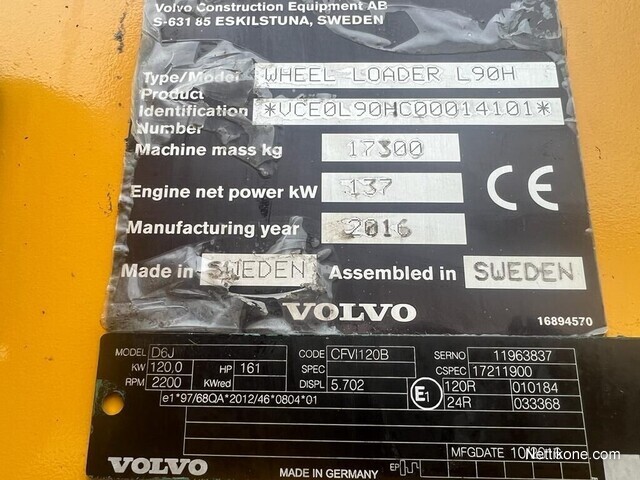 Volvo Construction Equipment AB
S-631 85 ESKILSTUNA, SWEDEN
Type/Model WHEEL LOADER L90H
Product
Identification *VCE0L90HC00014101*
Number
Machine mass kg 17300
Engine net power kW 137
Manufacturing year 2016
Made in SWEDEN Assembled in SWEDEN
VOLVO
16894570
MODEL D6J CODE CFVI120B SERNO 11963837
KW 120,0 HP 161 SPEC CSPEC 17211900
RPM 2200 KWred DISPL 5.702 E1 120R 010184
e1*97/68QA*2012/46*0804*01 24R 033368
MFGDATE
VOLVO MADE IN GERMANY EP
Nettikone.com